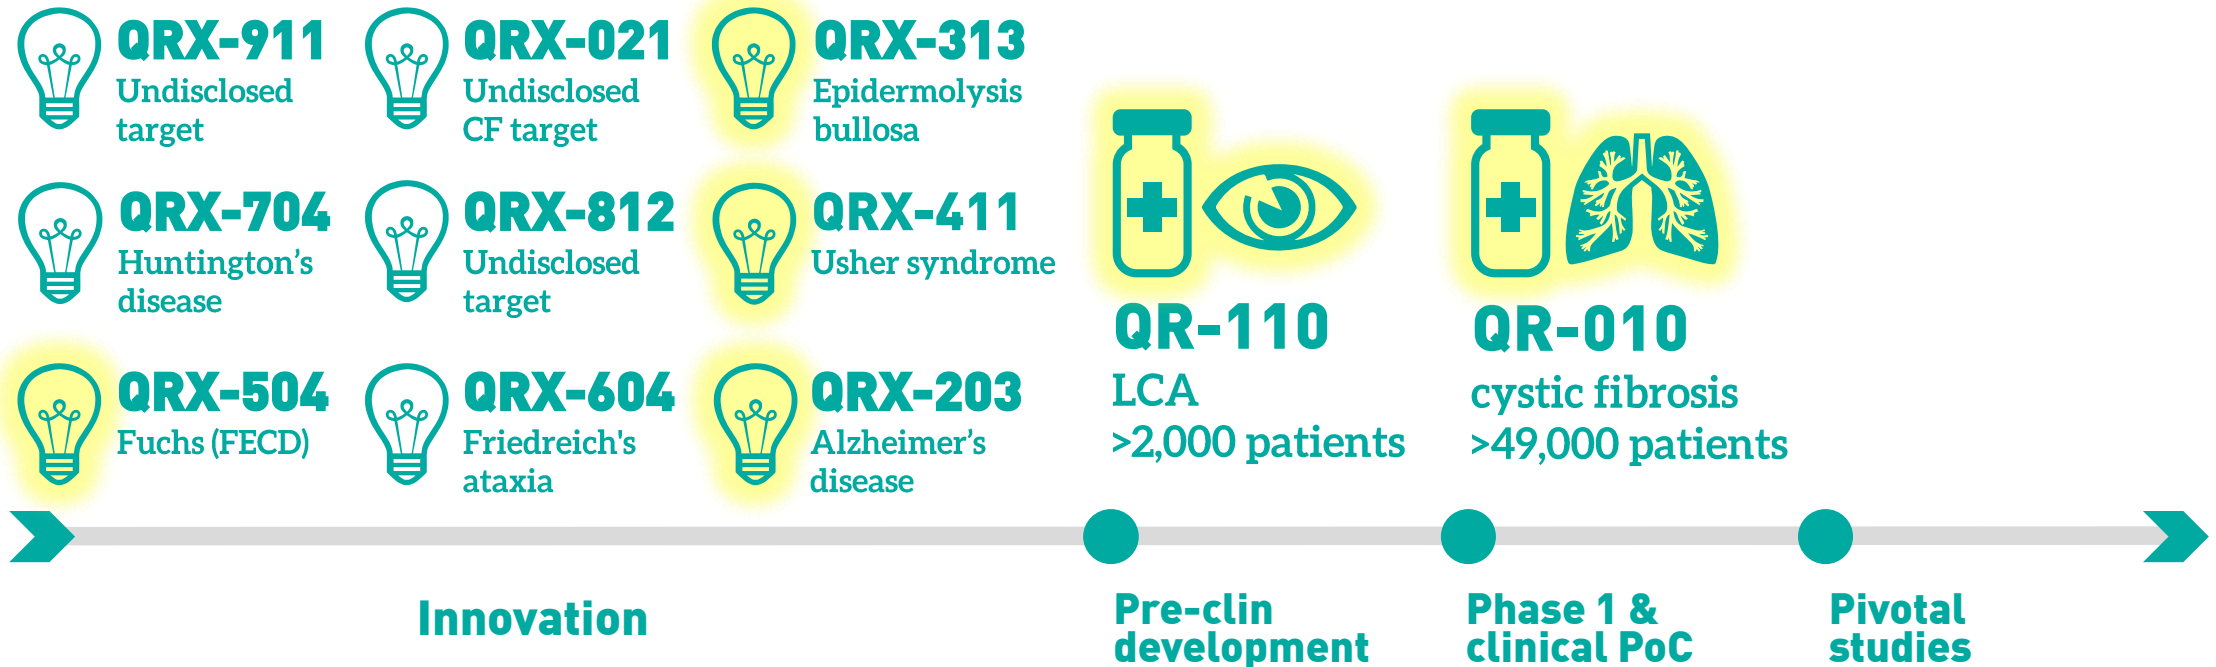 QRX-911
Undisclosed
target
QRX-021
Undisclosed
CF target
QRX-313
Epidermolysis
bullosa
QRX-704
Huntington’s
disease
QRX-812
Undisclosed
target
QRX-411
Usher syndrome
QRX-504
Fuchs (FECD)
QRX-604
Friedreich's
ataxia
QRX-203
Alzheimer’s
disease
QR-110
LCA
>2,000 patients
QR-010
cystic fibrosis
>49,000 patients
Innovation
Pre-clin
development
Phase 1 &
clinical PoC
Pivotal
studies